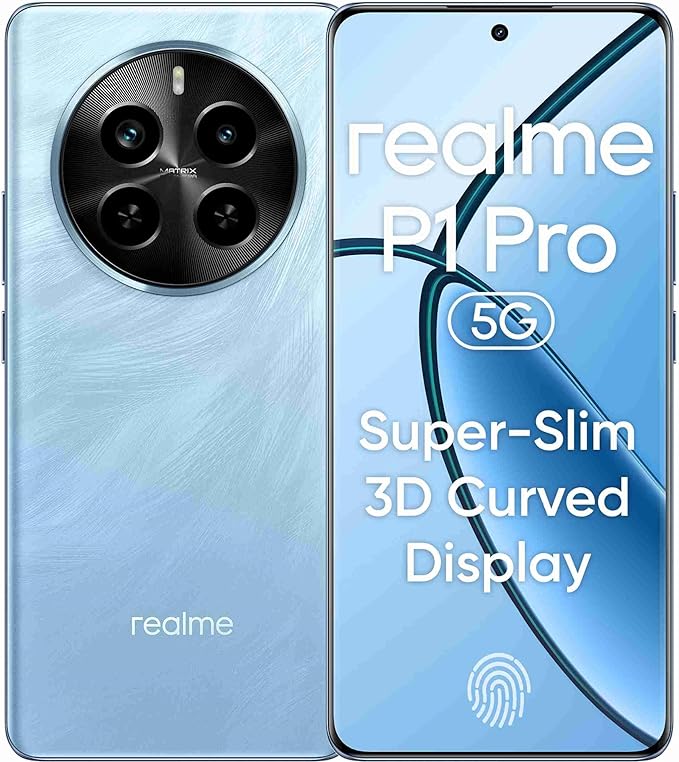 MATRIX
realme
realme
P1 Pro
5G
Super-Slim
3D Curved
Display